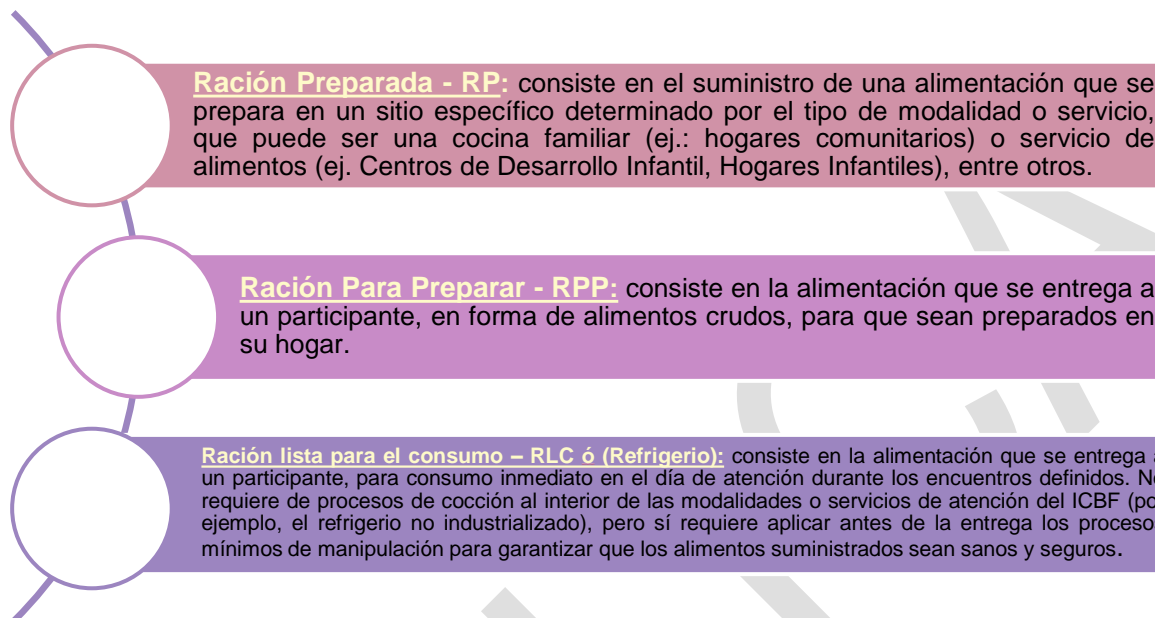 Ración Preparada - RP: consiste en el suministro de una alimentación que se
prepara en un sitio específico determinado por el tipo de modalidad o servicio,
que puede ser una cocina familiar (ej.: hogares comunitarios) o servicio de
alimentos (ej. Centros de Desarrollo Infantil, Hogares Infantiles), entre otros.
Ración Para Preparar - RPP: consiste en la alimentación que se entrega a
un participante, en forma de alimentos crudos, para que sean preparados en
su hogar.
Ración lista para el consumo – RLC ó (Refrigerio): consiste en la alimentación que se entrega a
un participante, para consumo inmediato en el día de atención durante los encuentros definidos. No
requiere de procesos de cocción al interior de las modalidades o servicios de atención del ICBF (por
ejemplo, el refrigerio no industrializado), pero sí requiere aplicar antes de la entrega los procesos
mínimos de manipulación para garantizar que los alimentos suministrados sean sanos y seguros.